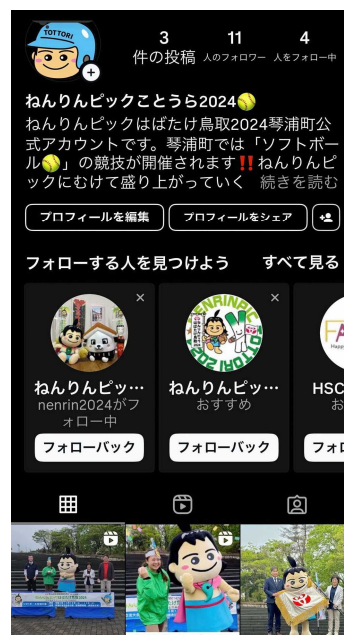 TOTTORI
3
11
4
件の投稿
人のフォロワー
人をフォロー中
ねんりんピックことうら2024🥎
ねんりんピックはばたけ鳥取2024琴浦町公
式アカウントです。琴浦町では「ソフトボー
ル🥎」の競技が開催されます‼️ねんりんピ
ックにむけて盛り上がっていく 続きを読む
プロフィールを編集
プロフィールをシェア
フォローする人を見つけよう
すべて見る
ねんりんピッ…
nenrin2024がフ
ォロー中
フォローバック
NENRINPIC TOTTORI 2024
ねんりんピッ…
おすすめ
フォローバック
FA
Happ
HSC
お
フォロ